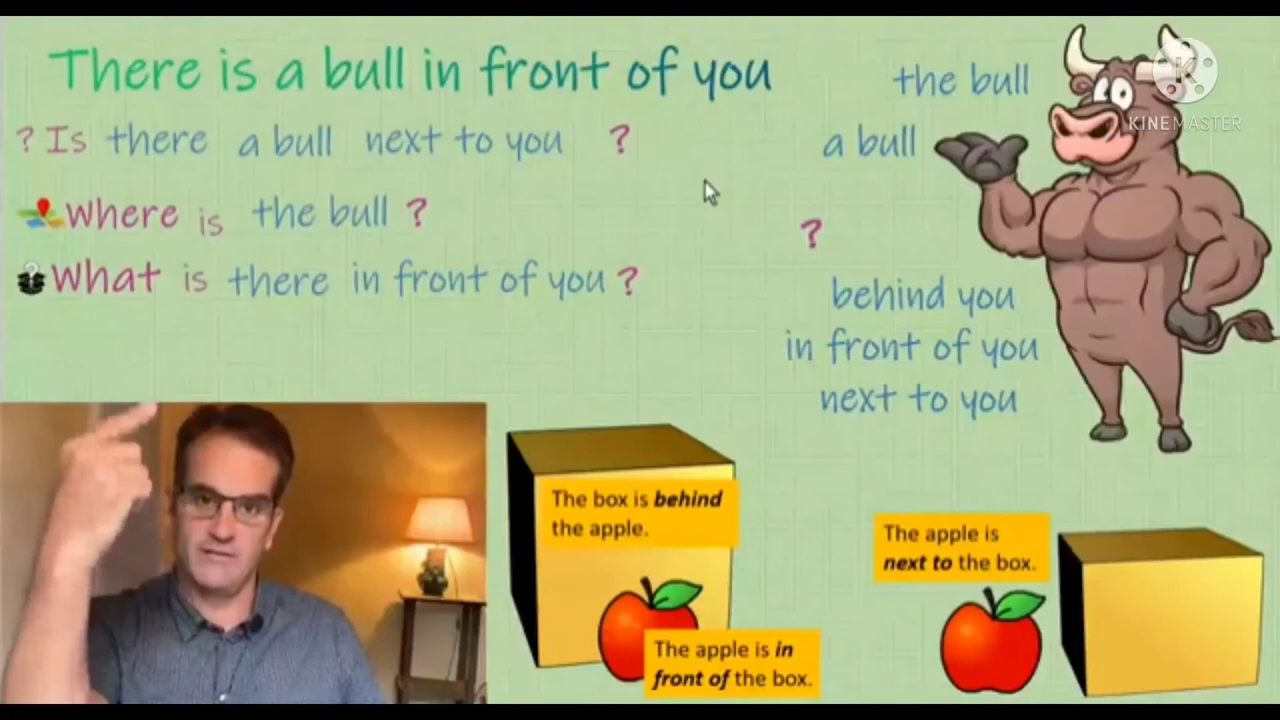 There is a bull in front of you
? Is there a bull next to you ?
Where is the bull ?
What is there in front of you ?
the bull
a bull
?
behind you
in front of you
next to you
K
KINEMASTER
The box is behind
the apple.
The apple is in
front of the box.
The apple is
next to the box.